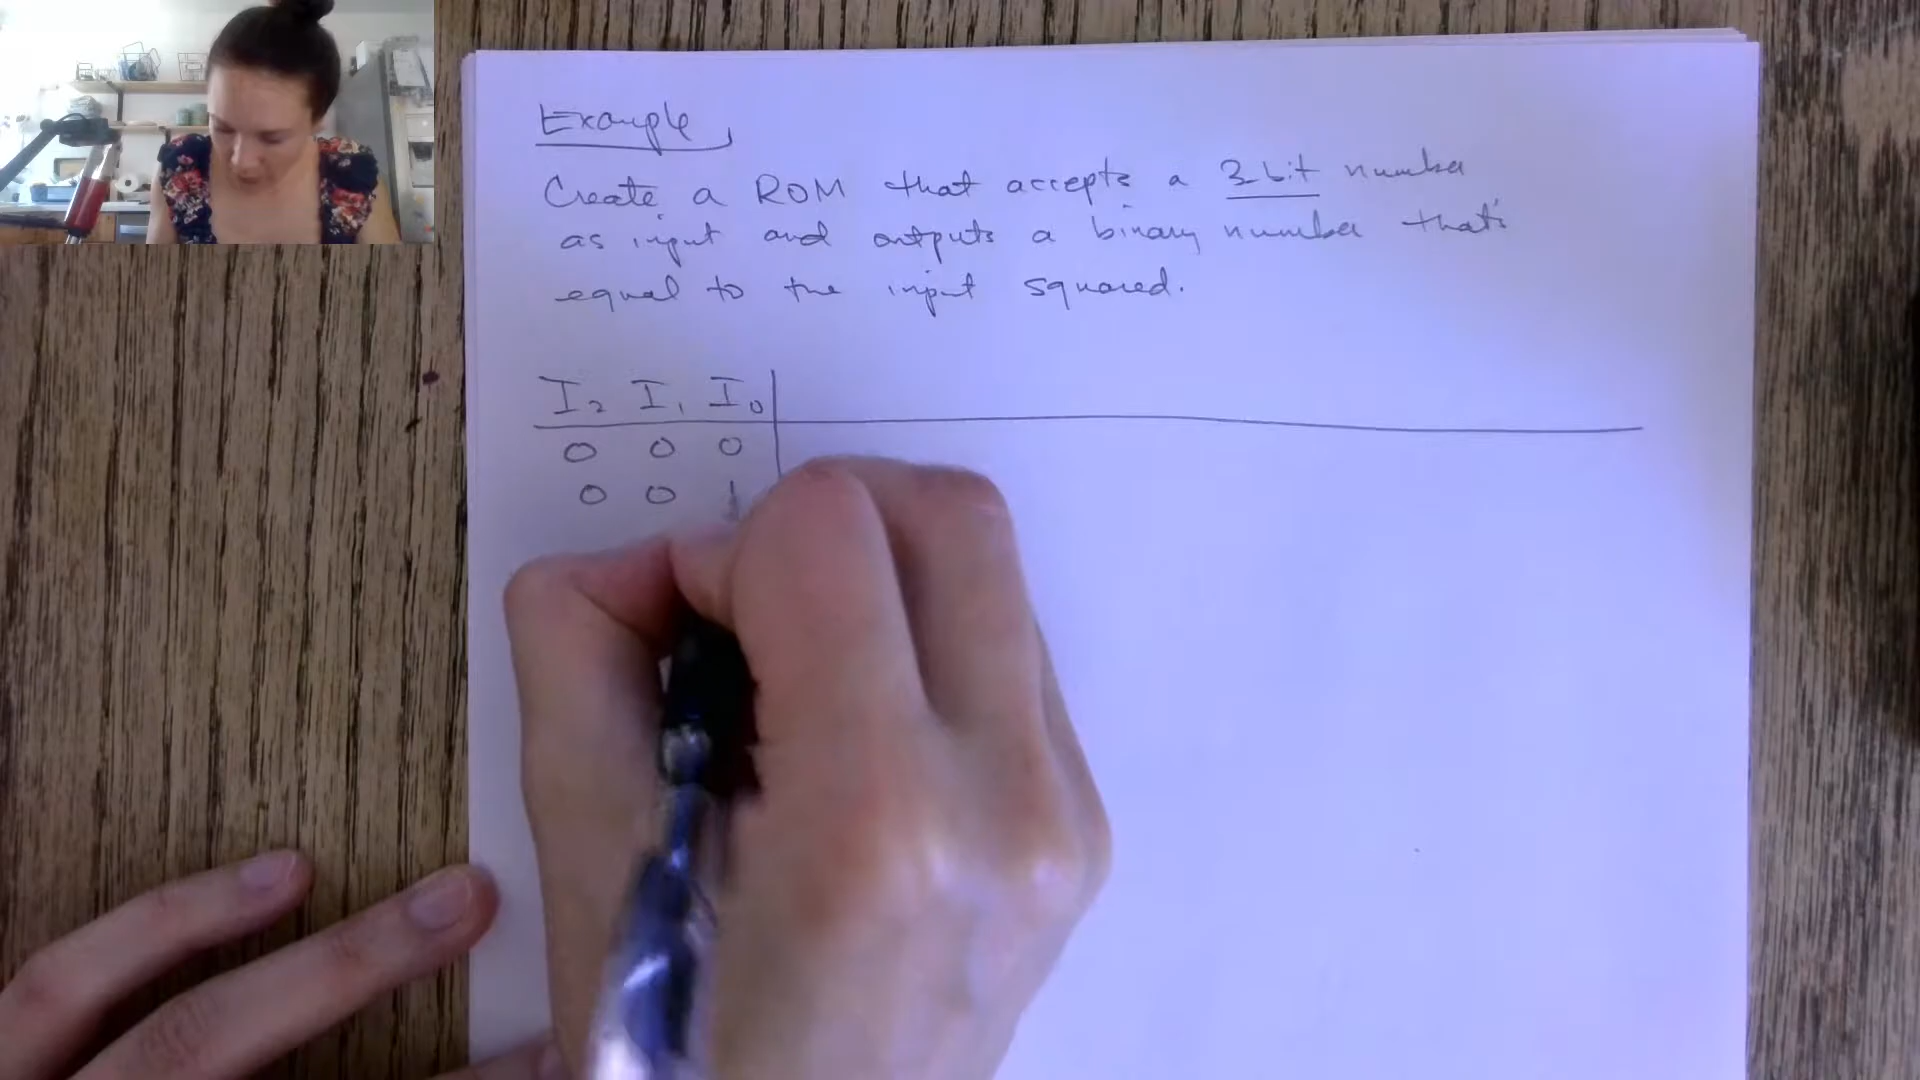 Example
Create a ROM that accepts a 3 bit number
as input and outputs a binary number that's
equal to the input squared.
I₂ I₁ I₀
0 0 0
0 0 1